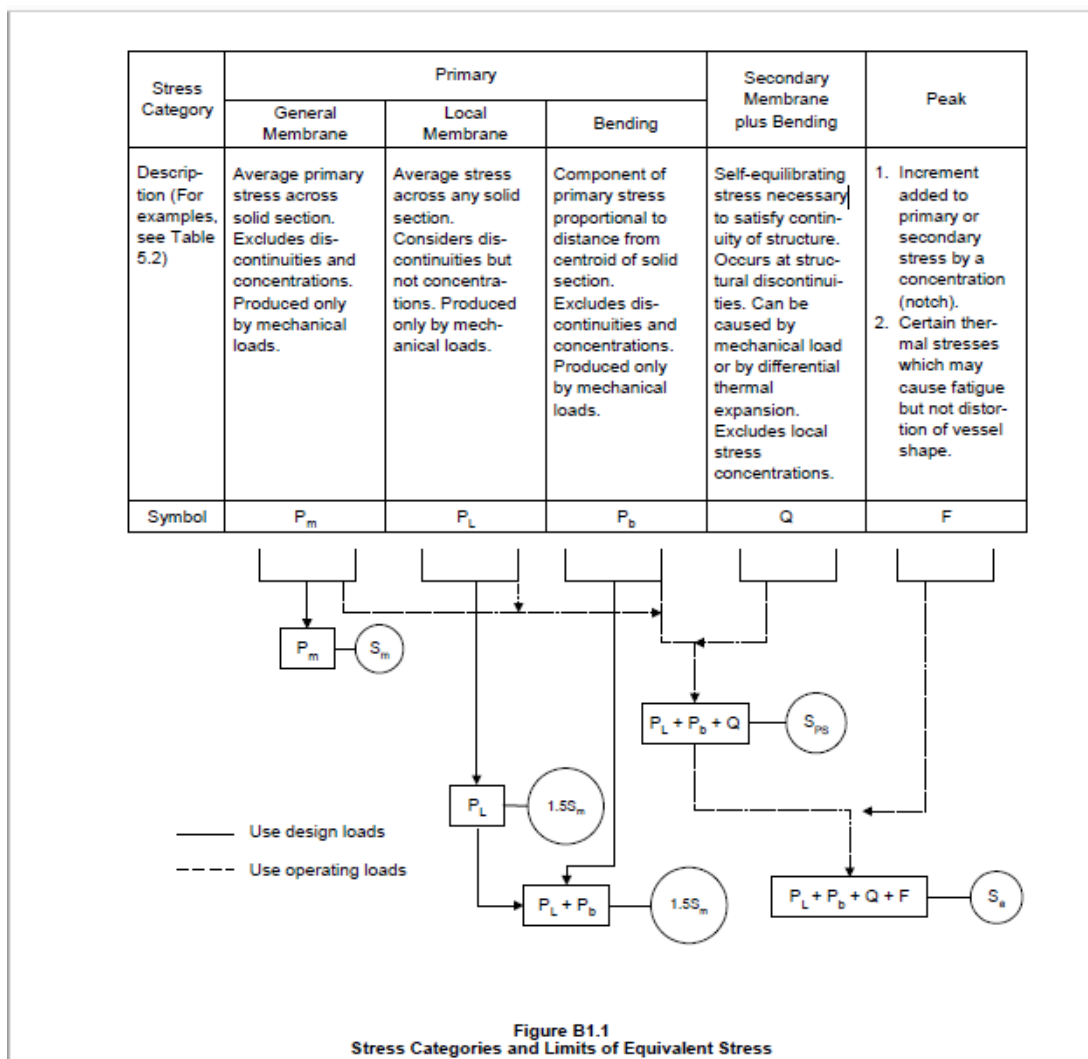 Stress
Category
Primary
Secondary
Membrane
plus Bending
Peak
General
Membrane
Local
Membrane
Bending
Descrip-
tion (For
examples,
see Table
5.2)
Average primary
stress across
solid section.
Excludes dis-
continuities and
concentrations.
Produced only
by mechanical
loads.
Average stress
across any solid
section.
Considers dis-
continuities but
not concentra-
tions. Produced
only by mech-
anical loads.
Component of
primary stress
proportional to
distance from
centroid of solid
section.
Excludes dis-
continuities and
concentrations.
Produced only
by mechanical
loads.
Self-equilibrating
stress necessary
to satisfy contin-
uity of structure.
Occurs at struc-
tural discontinui-
ties. Can be
caused by
mechanical load
or by differential
thermal
expansion.
Excludes local
stress
concentrations.
1. Increment
added to
primary or
secondary
stress by a
concentration
(notch).
2. Certain ther-
mal stresses
which may
cause fatigue
but not distor-
tion of vessel
shape.
Symbol
Pm
PL
Pb
Q
F
Pm
Sm
PL + Pb + Q
SPS
PL
1.5Sm
Use design loads
Use operating loads
PL + Pb
1.5Sm
PL + Pb + Q + F
Sa
Figure B1.1
Stress Categories and Limits of Equivalent Stress